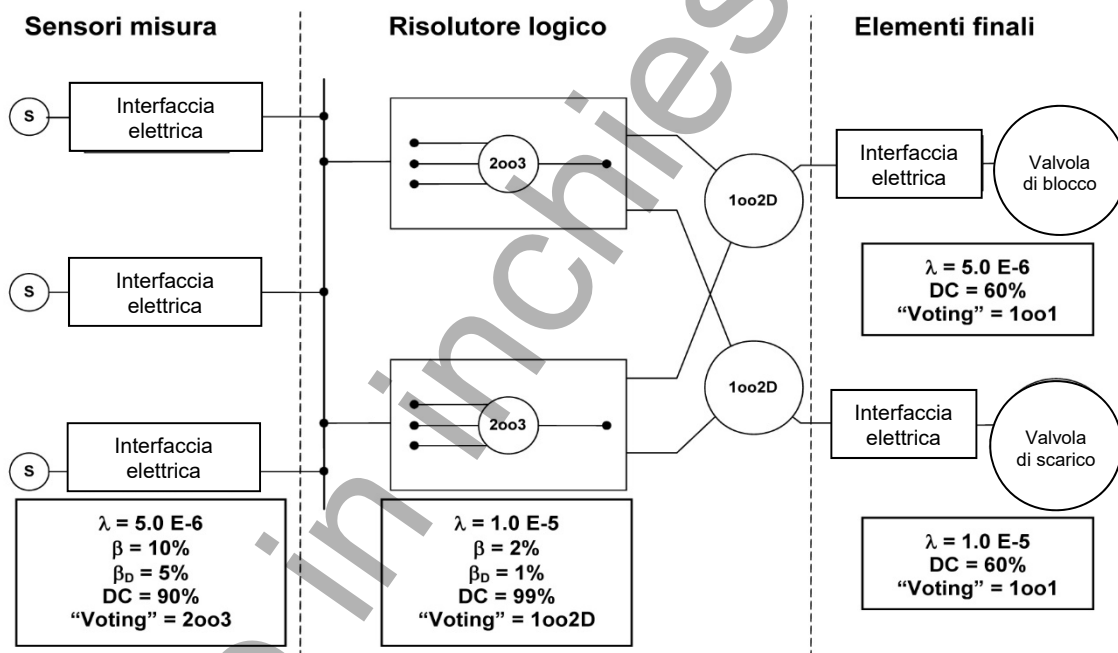 Sensori misura
Risolutore logico
Elementi finali
S
Interfaccia
elettrica
S
Interfaccia
elettrica
S
Interfaccia
elettrica
λ = 5.0 E-6
β = 10%
βD = 5%
DC = 90%
“Voting” = 2oo3
2oo3
2oo3
1oo2D
1oo2D
λ = 1.0 E-5
β = 2%
βD = 1%
DC = 99%
“Voting” = 1oo2D
Interfaccia
elettrica
Valvola
di blocco
λ = 5.0 E-6
DC = 60%
“Voting” = 1oo1
Interfaccia
elettrica
Valvola
di scarico
λ = 1.0 E-5
DC = 60%
“Voting” = 1oo1
in inchies